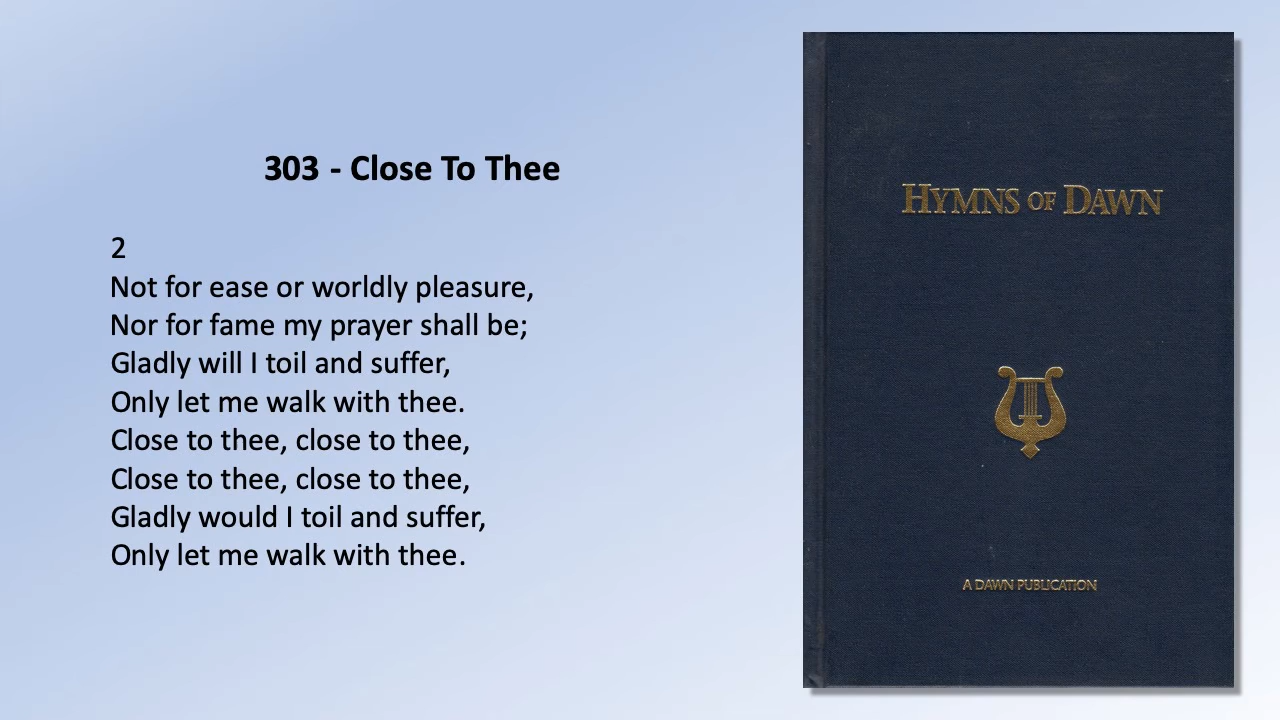 303 - Close To Thee
2
Not for ease or worldly pleasure,
Nor for fame my prayer shall be;
Gladly will I toil and suffer,
Only let me walk with thee.
Close to thee, close to thee,
Close to thee, close to thee,
Gladly would I toil and suffer,
Only let me walk with thee.
HYMNS OF DAWN
A DAWN PUBLICATION